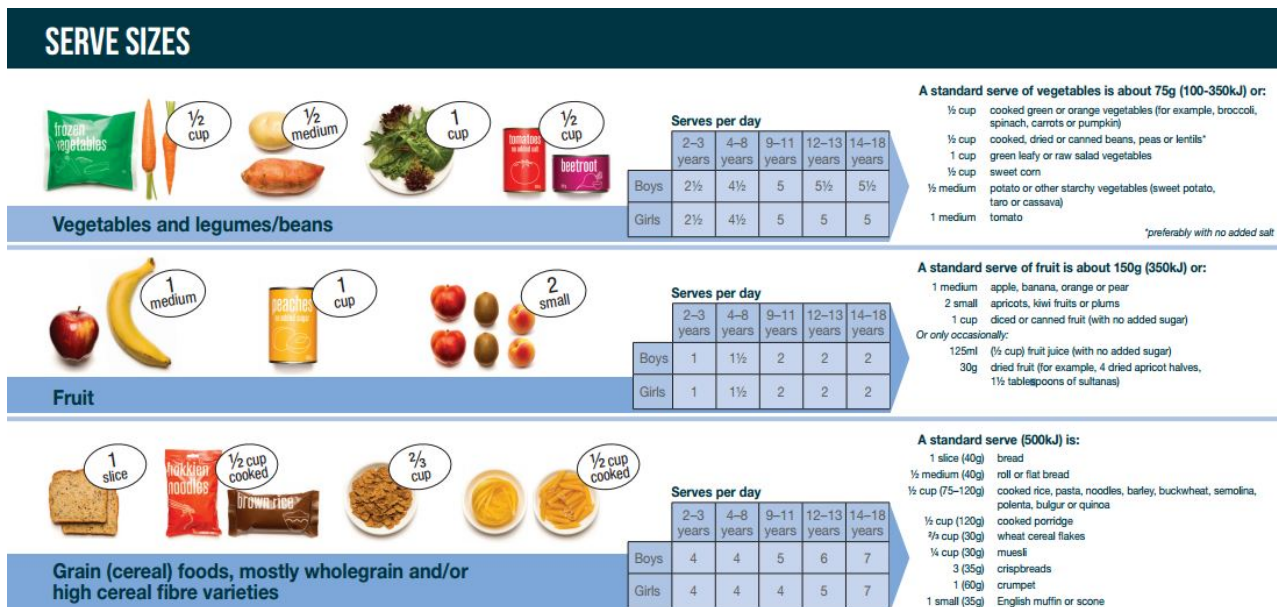 SERVE SIZES
frozen
vegetables
½
cup
½
medium
1
cup
tomatoes
no added salt
beetroot
½
cup
Vegetables and legumes/beans
Serves per day
2–3 years 4–8 years 9–11 years 12–13 years 14–18 years
Boys 2½ 4½ 5 5½ 5½
Girls 2½ 4½ 5 5 5
A standard serve of vegetables is about 75g (100-350kJ) or:
½ cup cooked green or orange vegetables (for example, broccoli,
spinach, carrots or pumpkin)
½ cup cooked, dried or canned beans, peas or lentils*
1 cup green leafy or raw salad vegetables
½ cup sweet corn
½ medium potato or other starchy vegetables (sweet potato,
taro or cassava)
1 medium tomato
*preferably with no added salt
1
medium
peaches
no added sugar
1
cup
2
small
Fruit
Serves per day
2–3 years 4–8 years 9–11 years 12–13 years 14–18 years
Boys 1 1½ 2 2 2
Girls 1 1½ 2 2 2
A standard serve of fruit is about 150g (350kJ) or:
1 medium apple, banana, orange or pear
2 small apricots, kiwi fruits or plums
1 cup diced or canned fruit (with no added sugar)
Or only occasionally:
125ml (½ cup) fruit juice (with no added sugar)
30g dried fruit (for example, 4 dried apricot halves,
1½ tablespoons of sultanas)
1
slice
hokkien
noodles
½ cup
cooked
brown rice
⅔
cup
½ cup
cooked
Grain (cereal) foods, mostly wholegrain and/or
high cereal fibre varieties
Serves per day
2–3 years 4–8 years 9–11 years 12–13 years 14–18 years
Boys 4 4 5 6 7
Girls 4 4 4 5 7
A standard serve (500kJ) is:
1 slice (40g) bread
½ medium (40g) roll or flat bread
½ cup (75–120g) cooked rice, pasta, noodles, barley, buckwheat, semolina,
polenta, bulgur or quinoa
½ cup (120g) cooked porridge
⅔ cup (30g) wheat cereal flakes
¼ cup (30g) muesli
3 (35g) crispbreads
1 (60g) crumpet
1 small (35g) English muffin or scone